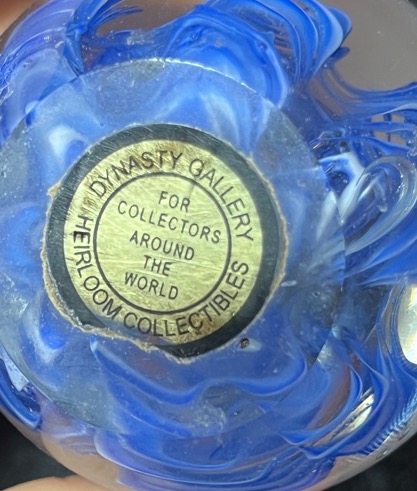 DYNASTY GALLERY
HEIRLOOM COLLECTIBLES
FOR
COLLECTORS
AROUND
THE
WORLD